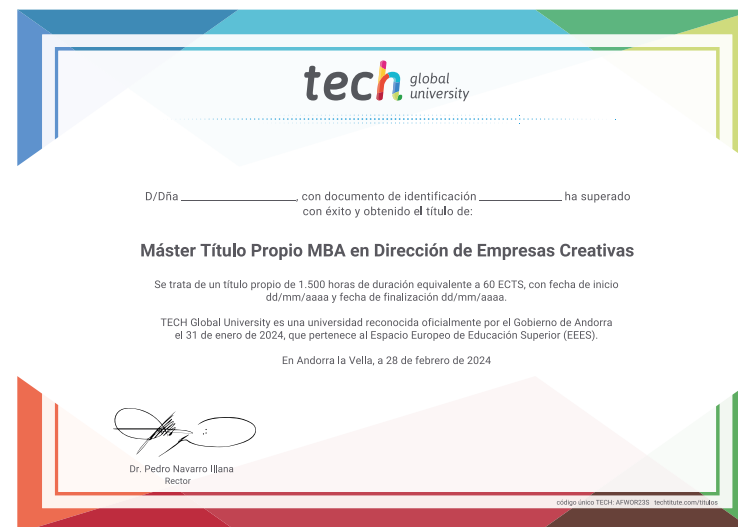 tech global university
D/Dña ______________, con documento de identificación ______________ ha superado
con éxito y obtenido el título de:
Máster Título Propio MBA en Dirección de Empresas Creativas
Se trata de un título propio de 1.500 horas de duración equivalente a 60 ECTS, con fecha de inicio
dd/mm/aaaa y fecha de finalización dd/mm/aaaa.
TECH Global University es una universidad reconocida oficialmente por el Gobierno de Andorra
el 31 de enero de 2024, que pertenece al Espacio Europeo de Educación Superior (EEES).
En Andorra la Vella, a 28 de febrero de 2024
Dr. Pedro Navarro Illana
Rector
código único TECH: AFWOR23S techtitute.com/titulos